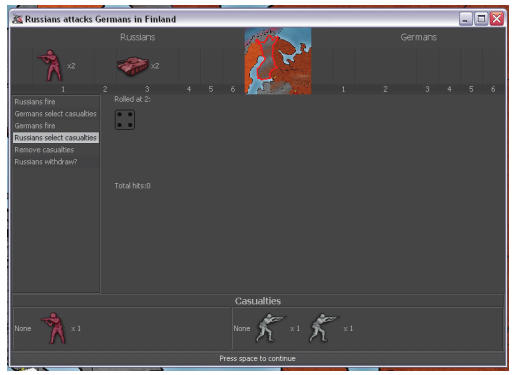 Russians attacks Germans in Finland
Russians
Germans
x2
x2
1 2 3 4 5 6
1 2 3 4 5 6
Russians fire
Germans select casualties
Germans fire
Russians select casualties
Remove casualties
Russians withdraw?
Rolled at 2:
Total hits:0
Casualties
None x 1
None x 1 x 1
Press space to continue